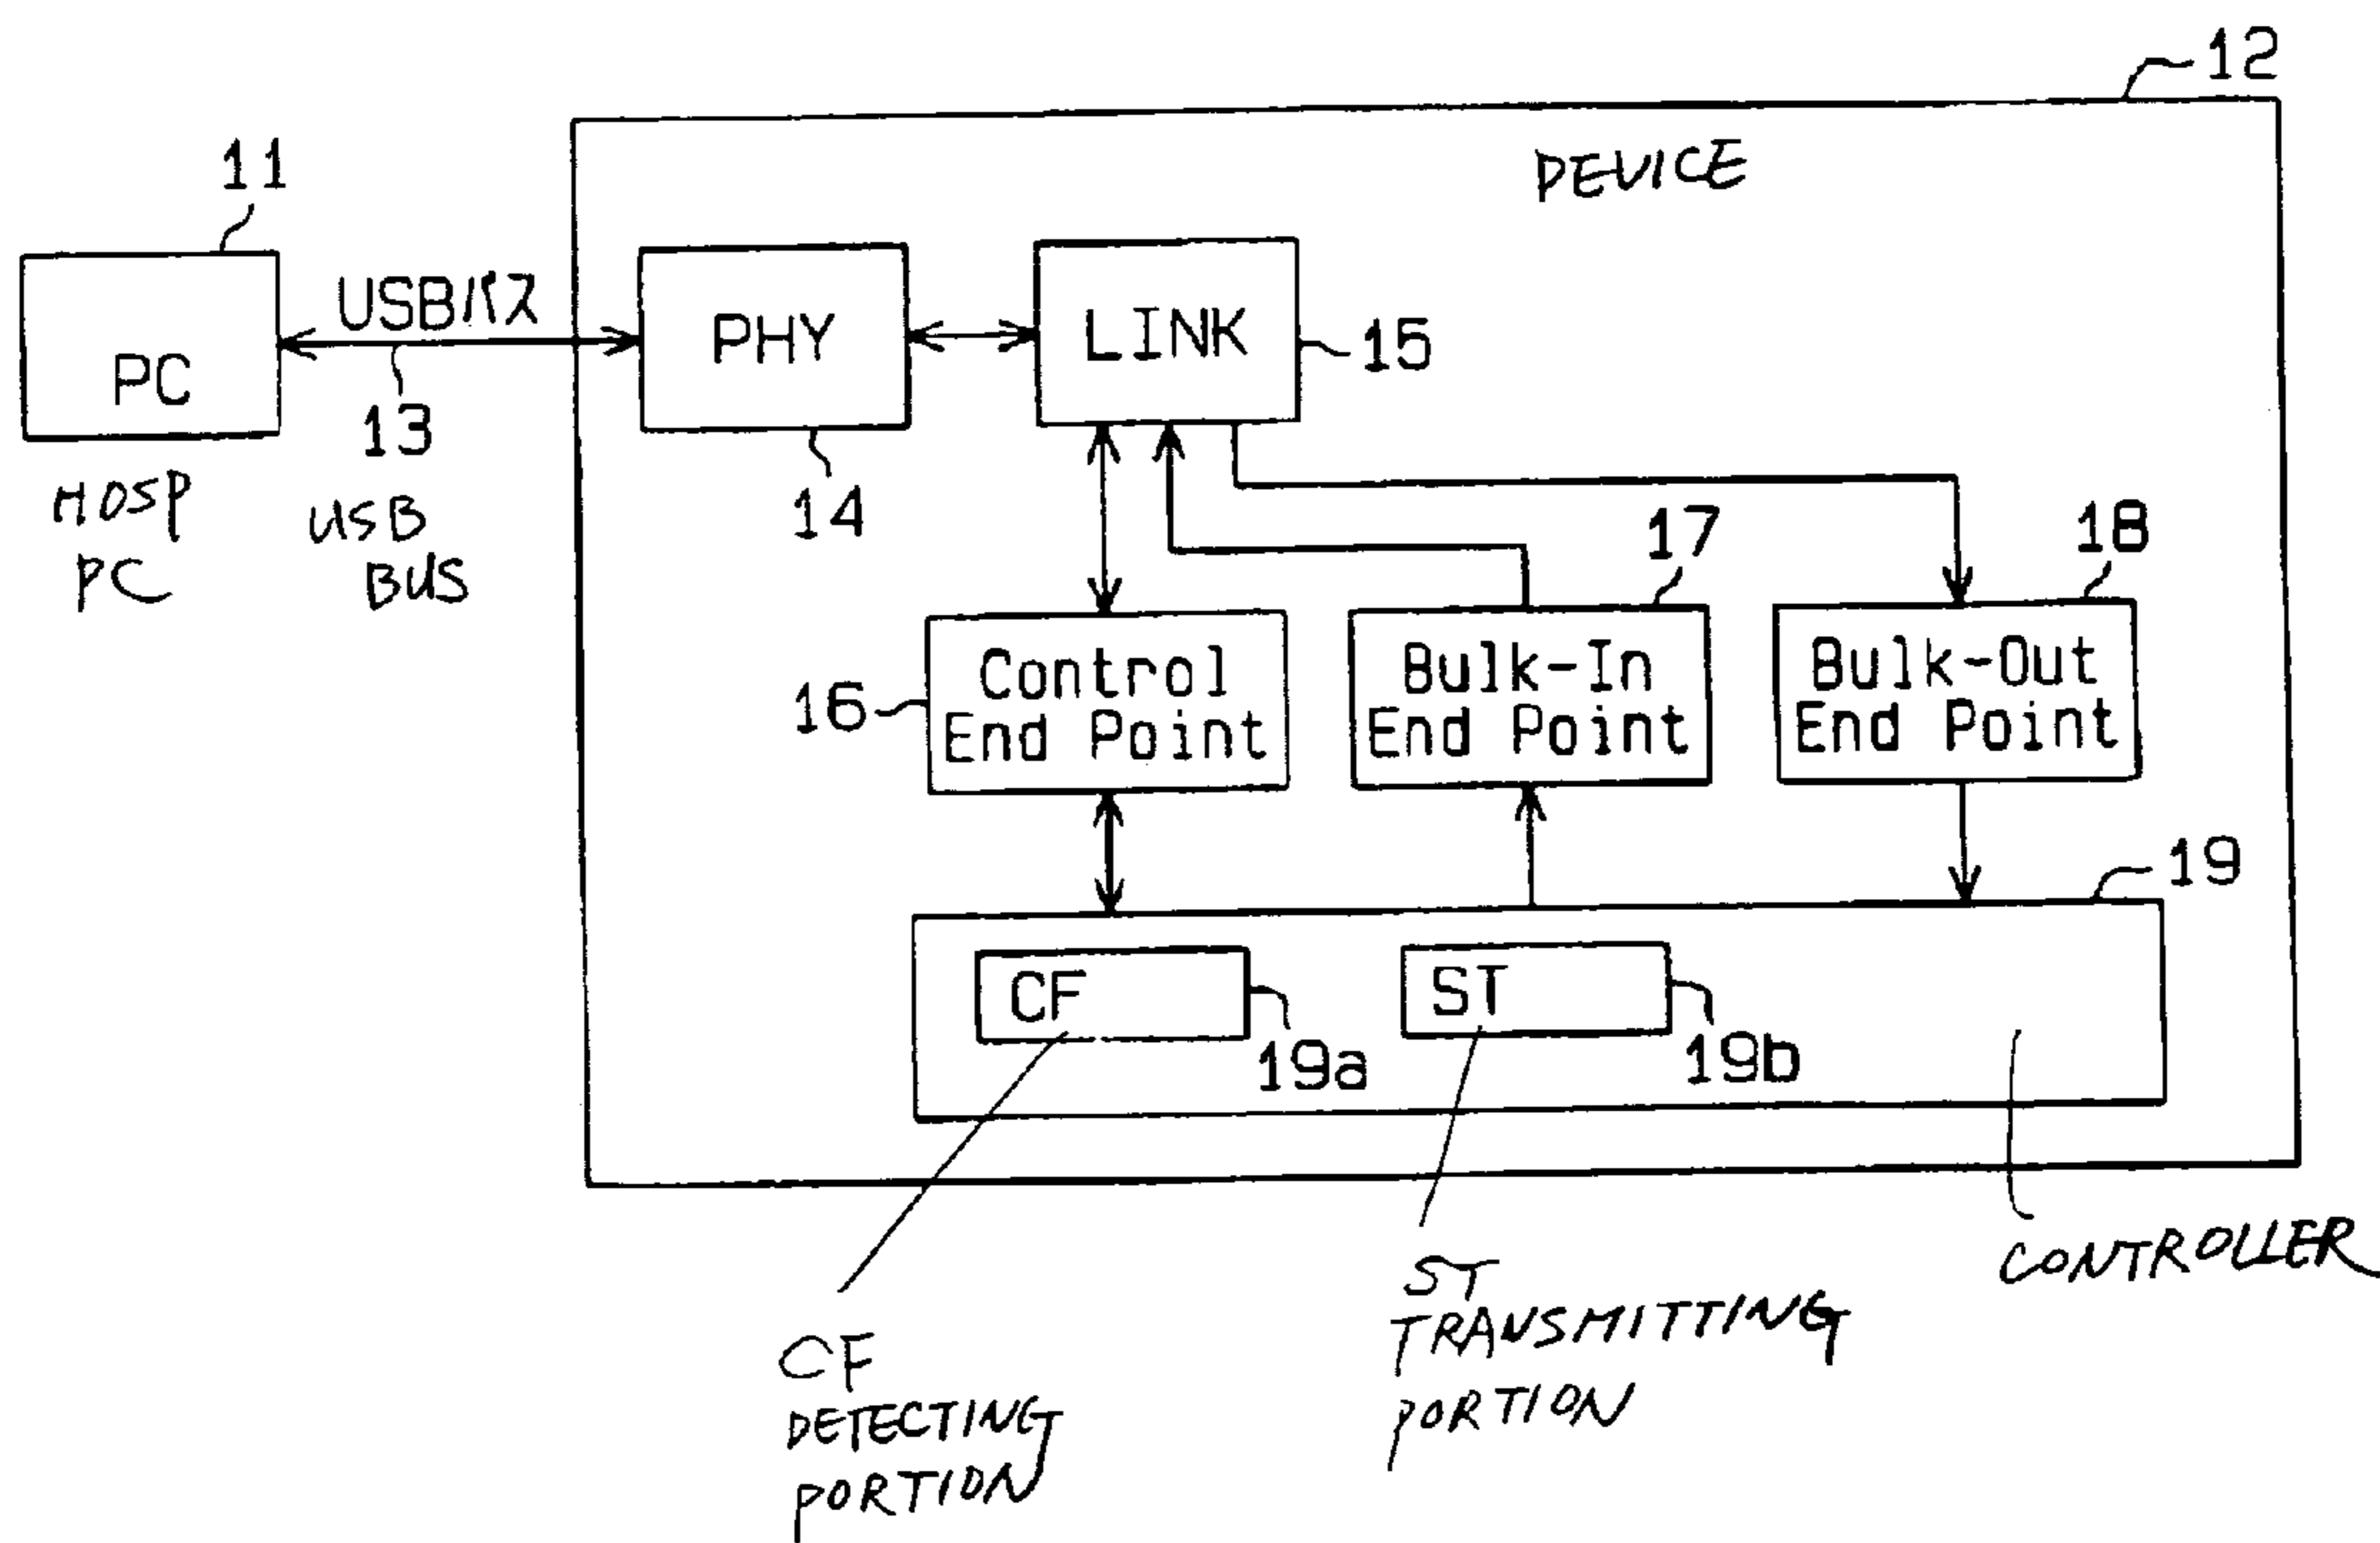 12
DEVICE
11
USBバス
PC
PHY
LINK
15
13
14
HOSP
PC
USB
BUS
17
18
16
Control
End Point
Bulk-In
End Point
Bulk-Out
End Point
19
CF
19a
ST
19b
CONTROLLER
ST
TRANSMITTING
PORTION
CF
DETECTING
PORTION